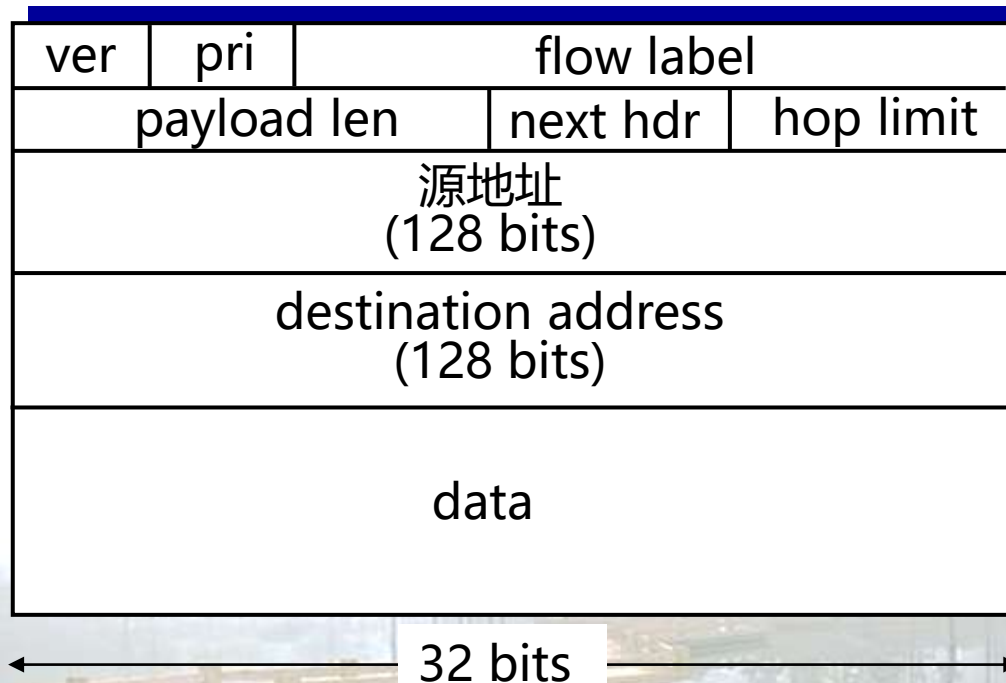 ver pri flow label
payload len next hdr hop limit
源地址
(128 bits)
destination address
(128 bits)
data
32 bits